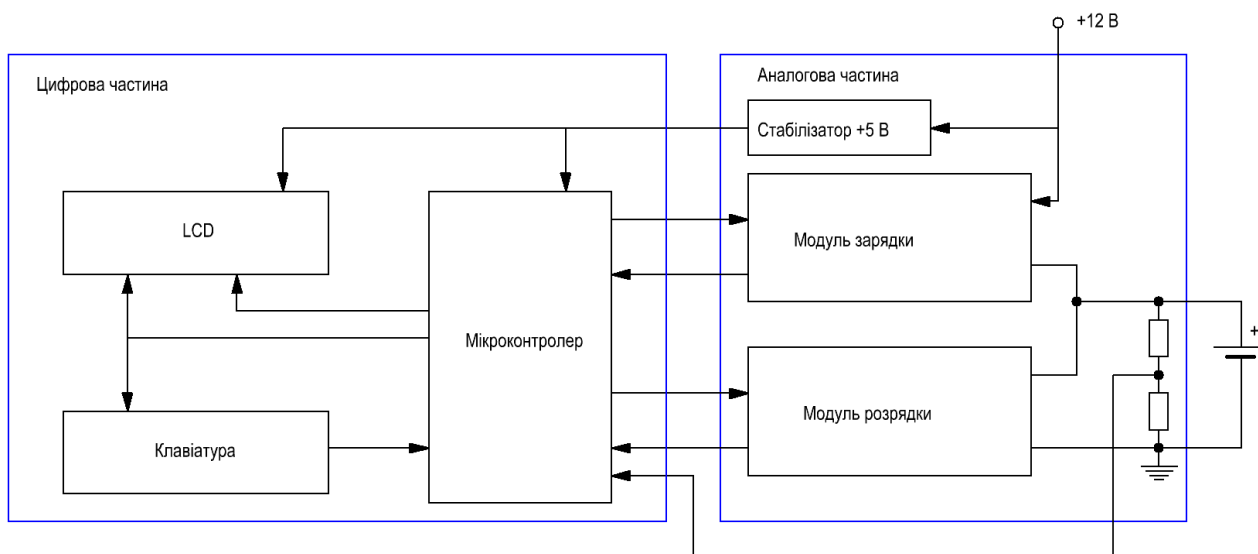 +12 В
Цифрова частина
Аналогова частина
Стабілізатор +5 В
LCD
Модуль зарядки
Мікроконтролер
+
Модуль розрядки
Клавіатура